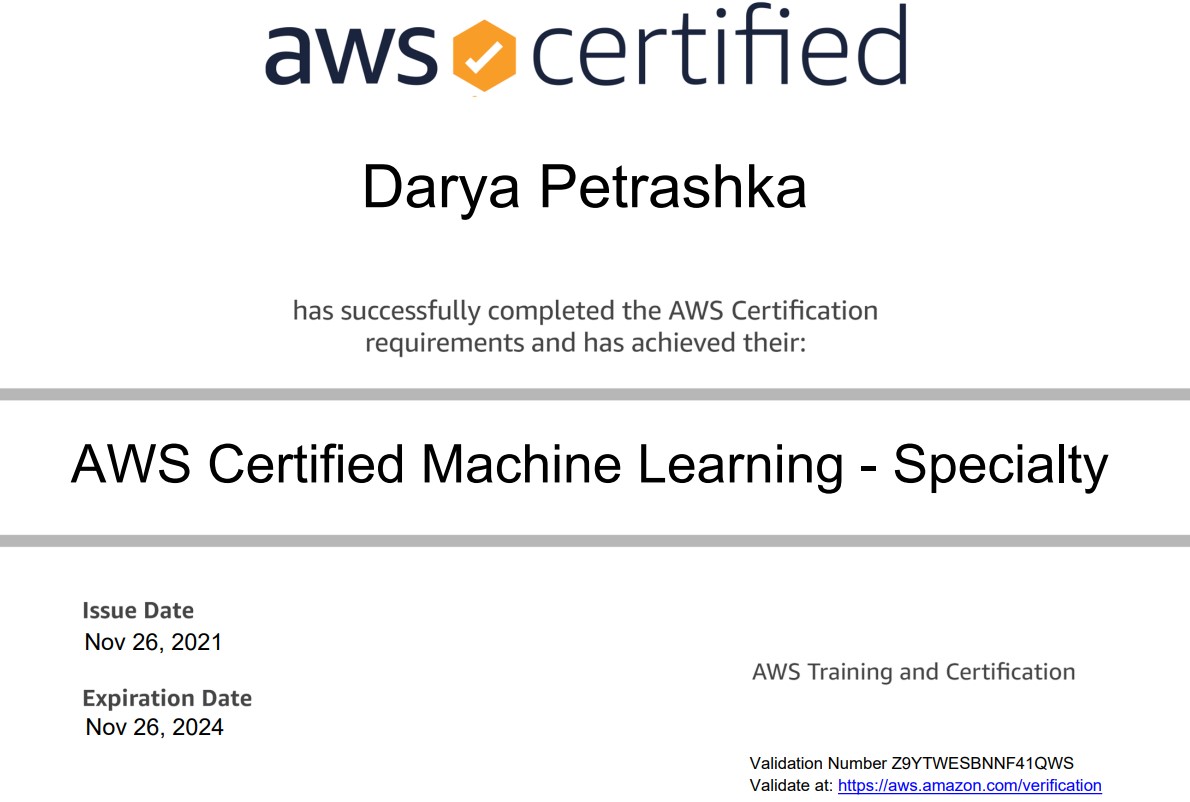 aws certified
Darya Petrashka
has successfully completed the AWS Certification
requirements and has achieved their:
AWS Certified Machine Learning - Specialty
Issue Date
Nov 26, 2021
Expiration Date
Nov 26, 2024
AWS Training and Certification
Validation Number Z9YTWESBNNF41QWS
Validate at: https://aws.amazon.com/verification